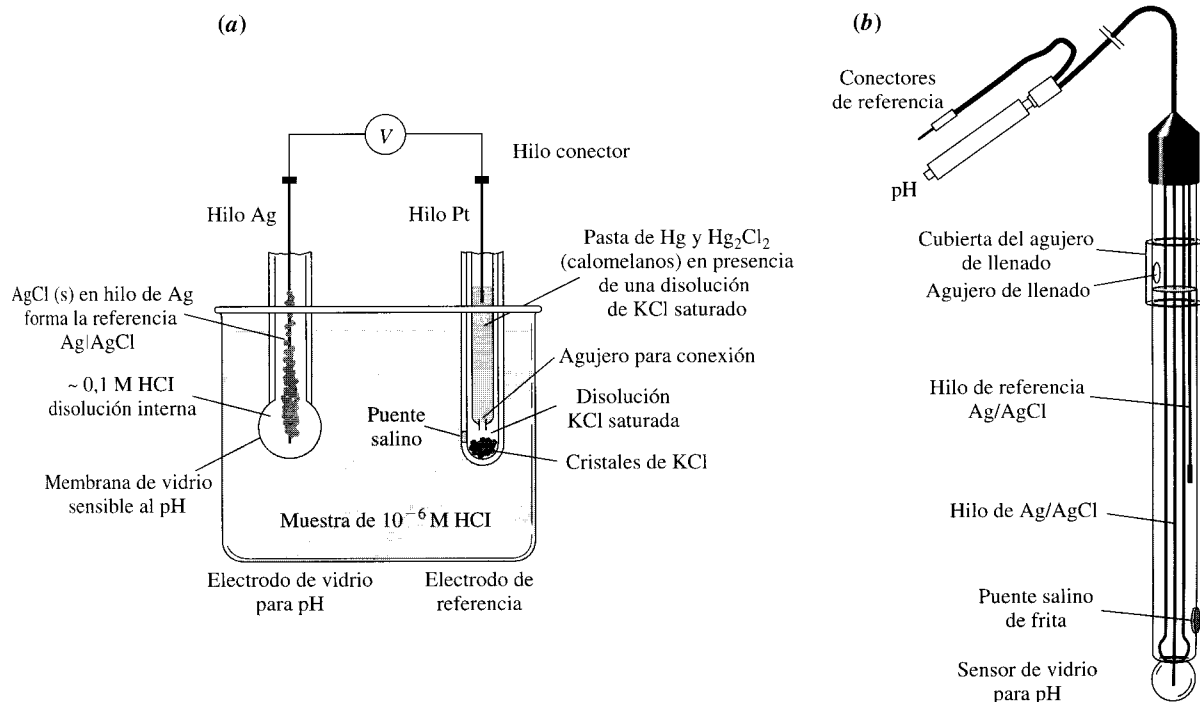 (a)
V
Hilo conector
Hilo Ag
Hilo Pt
AgCl (s) en hilo de Ag
forma la referencia
Ag|AgCl
Pasta de Hg y Hg₂Cl₂
(calomelanos) en presencia
de una disolución
de KCl saturado
~ 0,1 M HCl
disolución interna
Agujero para conexión
Puente
salino
Disolución
KCl saturada
Membrana de vidrio
sensible al pH
Cristales de KCl
Muestra de 10⁻⁶ M HCl
Electrodo de vidrio
para pH
Electrodo de
referencia
(b)
Conectores
de referencia
pH
Cubierta del agujero
de llenado
Agujero de llenado
Hilo de referencia
Ag/AgCl
Hilo de Ag/AgCl
Puente salino
de frita
Sensor de vidrio
para pH